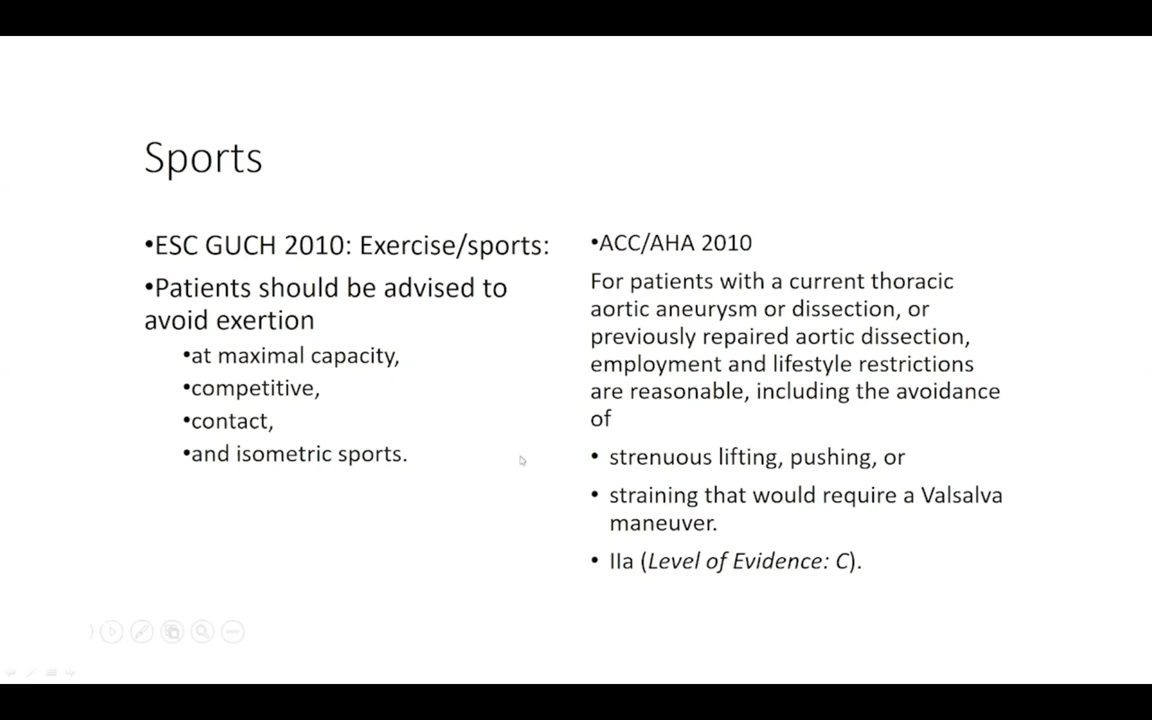 Sports
•ESC GUCH 2010: Exercise/sports:
•Patients should be advised to
avoid exertion
•at maximal capacity,
•competitive,
•contact,
•and isometric sports.
•ACC/AHA 2010
For patients with a current thoracic
aortic aneurysm or dissection, or
previously repaired aortic dissection,
employment and lifestyle restrictions
are reasonable, including the avoidance
of
• strenuous lifting, pushing, or
• straining that would require a Valsalva
maneuver.
• IIa (Level of Evidence: C).